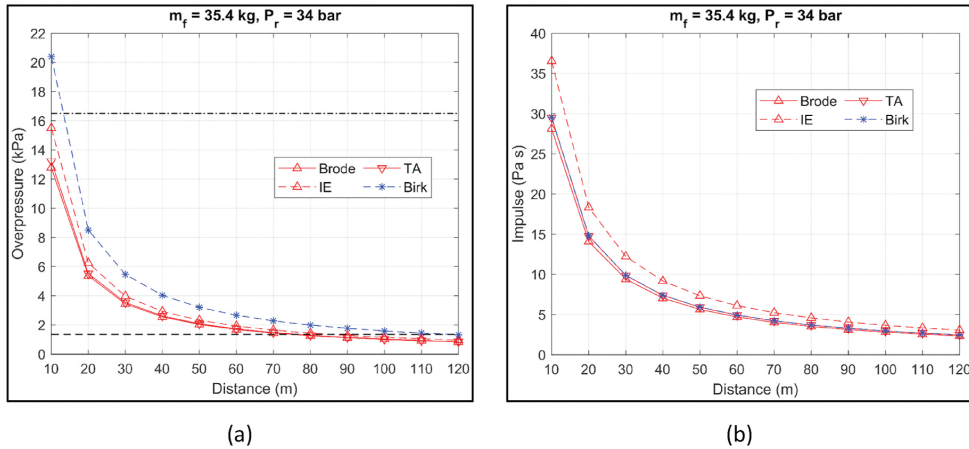 m_f = 35.4 kg, P_r = 34 bar
22
20
18
16
14
12
10
8
6
4
2
0
Overpressure (kPa)
Brode
TA
IE
Birk
10 20 30 40 50 60 70 80 90 100 110 120
Distance (m)
(a)
m_f = 35.4 kg, P_r = 34 bar
40
35
30
25
20
15
10
5
0
Impulse (Pa s)
Brode
TA
IE
Birk
10 20 30 40 50 60 70 80 90 100 110 120
Distance (m)
(b)